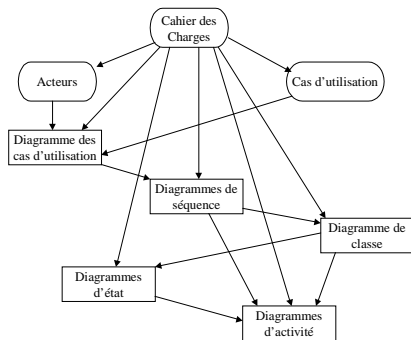 Cahier des
Charges
Acteurs
Cas d'utilisation
Diagramme des
cas d'utilisation
Diagrammes de
séquence
Diagramme de
classe
Diagrammes
d'état
Diagrammes
d'activité